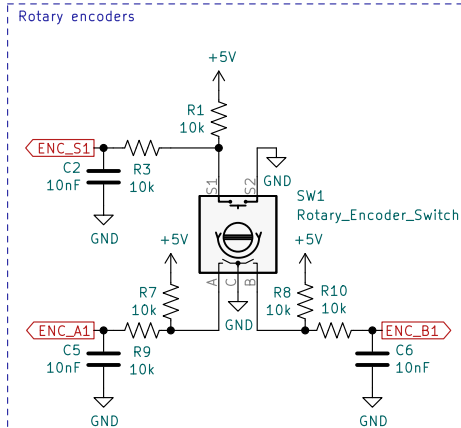 Rotary encoders
+5V
R1
10k
ENC_S1
C2
10nF
R3
10k
GND
S1
S2
GND
SW1
Rotary_Encoder_Switch
+5V
+5V
R7
10k
A
C
B
GND
R8
10k
R10
10k
ENC_A1
C5
10nF
R9
10k
GND
ENC_B1
C6
10nF
GND